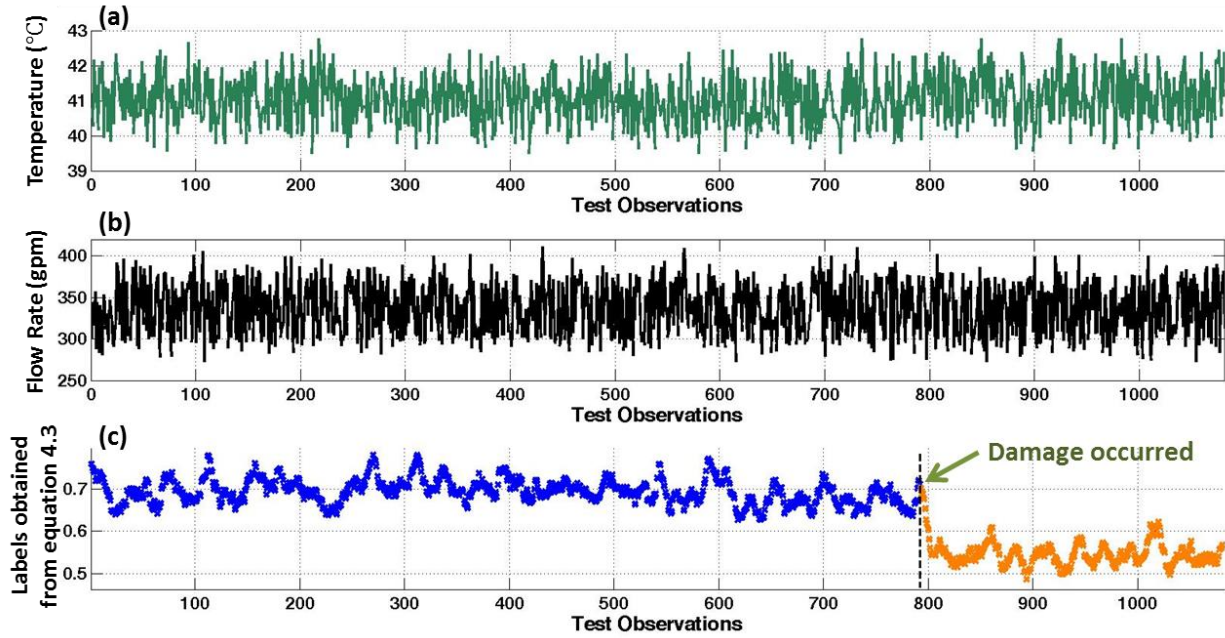 (a)
Temperature (°C)
43
42
41
40
39
0 100 200 300 400 500 600 700 800 900 1000
Test Observations
(b)
Flow Rate (gpm)
400
350
300
250
0 100 200 300 400 500 600 700 800 900 1000
Test Observations
(c)
Labels obtained
from equation 4.3
0.7
0.6
0.5
Damage occurred
100 200 300 400 500 600 700 800 900 1000
Test Observations